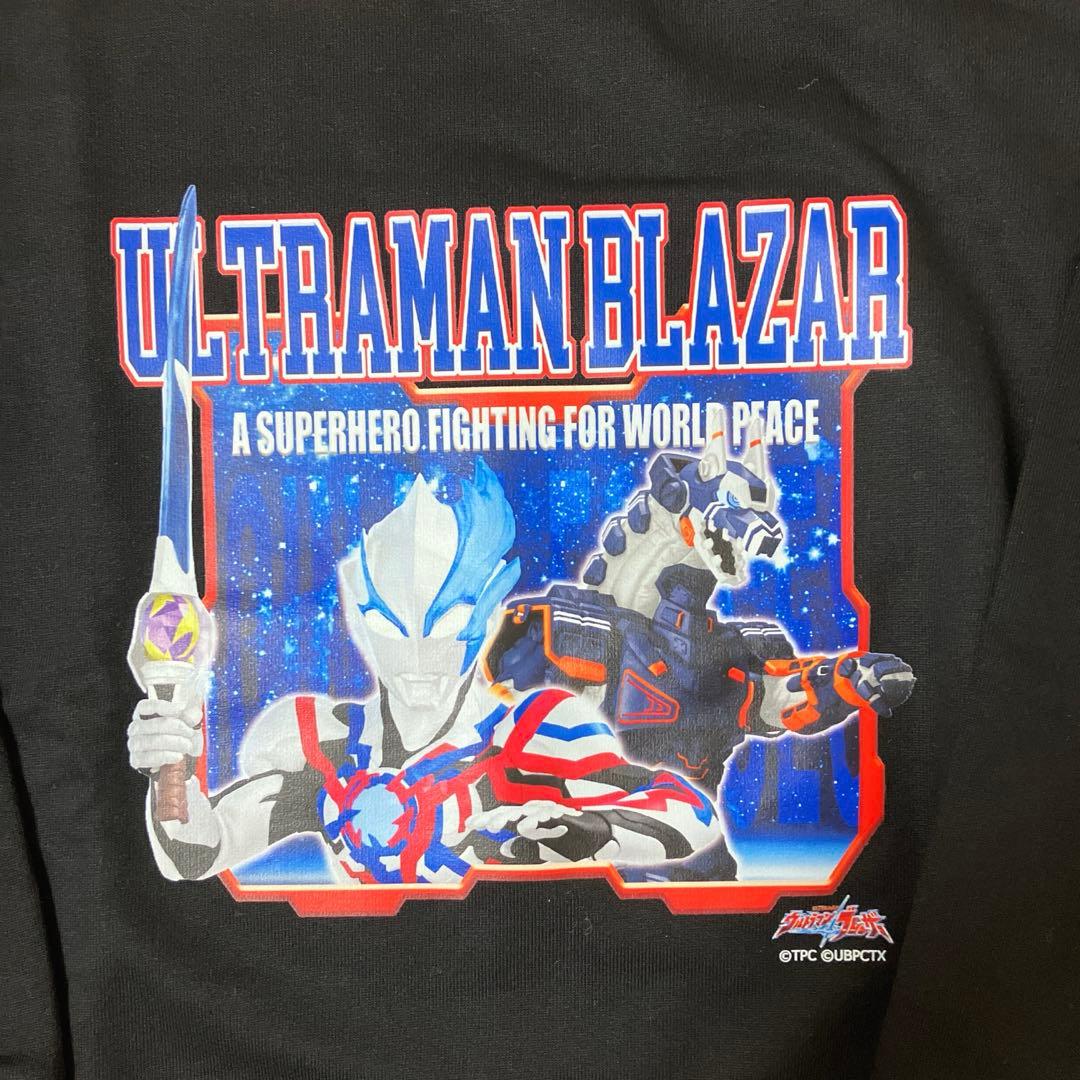 ULTRAMAN BLAZAR
A SUPERHERO FIGHTING FOR WORLD PEACE
ウルトラマンブレーザー
©TPC ©UBPCTX